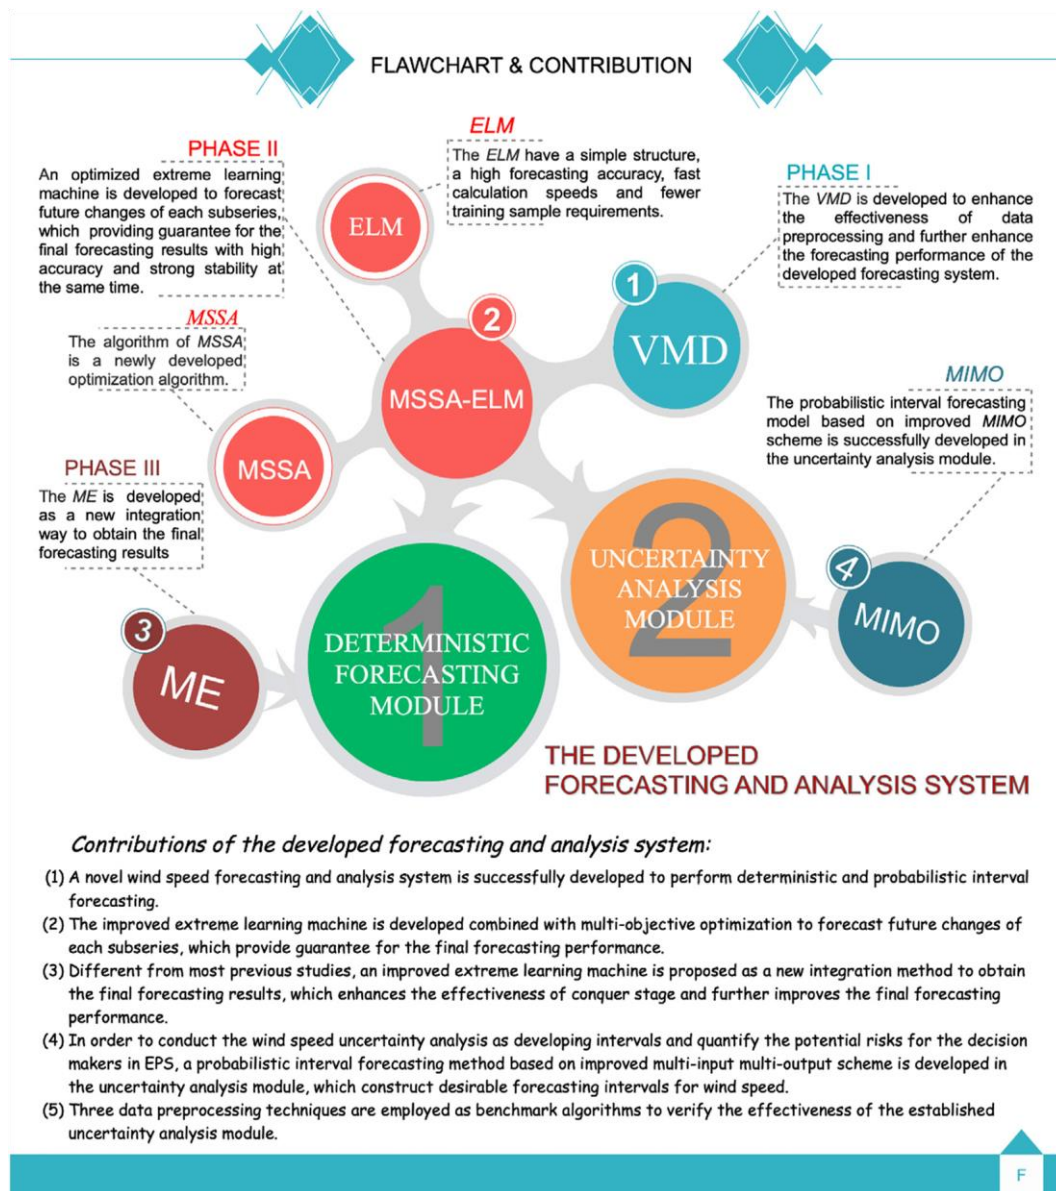 FLAWCHART & CONTRIBUTION
PHASE II
An optimized extreme learning
machine is developed to forecast
future changes of each subseries,
which providing guarantee for the
final forecasting results with high
accuracy and strong stability at
the same time.
ELM
The ELM have a simple structure,
a high forecasting accuracy, fast
calculation speeds and fewer
training sample requirements.
PHASE I
The VMD is developed to enhance
the effectiveness of data
preprocessing and further enhance
the forecasting performance of the
developed forecasting system.
ELM
1
VMD
2
MSSA-ELM
MSSA
The algorithm of MSSA
is a newly developed
optimization algorithm.
MSSA
MIMO
The probabilistic interval forecasting
model based on improved MIMO
scheme is successfully developed in
the uncertainty analysis module.
PHASE III
The ME is developed
as a new integration
way to obtain the final
forecasting results
3
ME
1
DETERMINISTIC
FORECASTING
MODULE
2
UNCERTAINTY
ANALYSIS
MODULE
4
MIMO
THE DEVELOPED
FORECASTING AND ANALYSIS SYSTEM
Contributions of the developed forecasting and analysis system:
(1) A novel wind speed forecasting and analysis system is successfully developed to perform deterministic and probabilistic interval
forecasting.
(2) The improved extreme learning machine is developed combined with multi-objective optimization to forecast future changes of
each subseries, which provide guarantee for the final forecasting performance.
(3) Different from most previous studies, an improved extreme learning machine is proposed as a new integration method to obtain
the final forecasting results, which enhances the effectiveness of conquer stage and further improves the final forecasting
performance.
(4) In order to conduct the wind speed uncertainty analysis as developing intervals and quantify the potential risks for the decision
makers in EPS, a probabilistic interval forecasting method based on improved multi-input multi-output scheme is developed in
the uncertainty analysis module, which construct desirable forecasting intervals for wind speed.
(5) Three data preprocessing techniques are employed as benchmark algorithms to verify the effectiveness of the established
uncertainty analysis module.
F